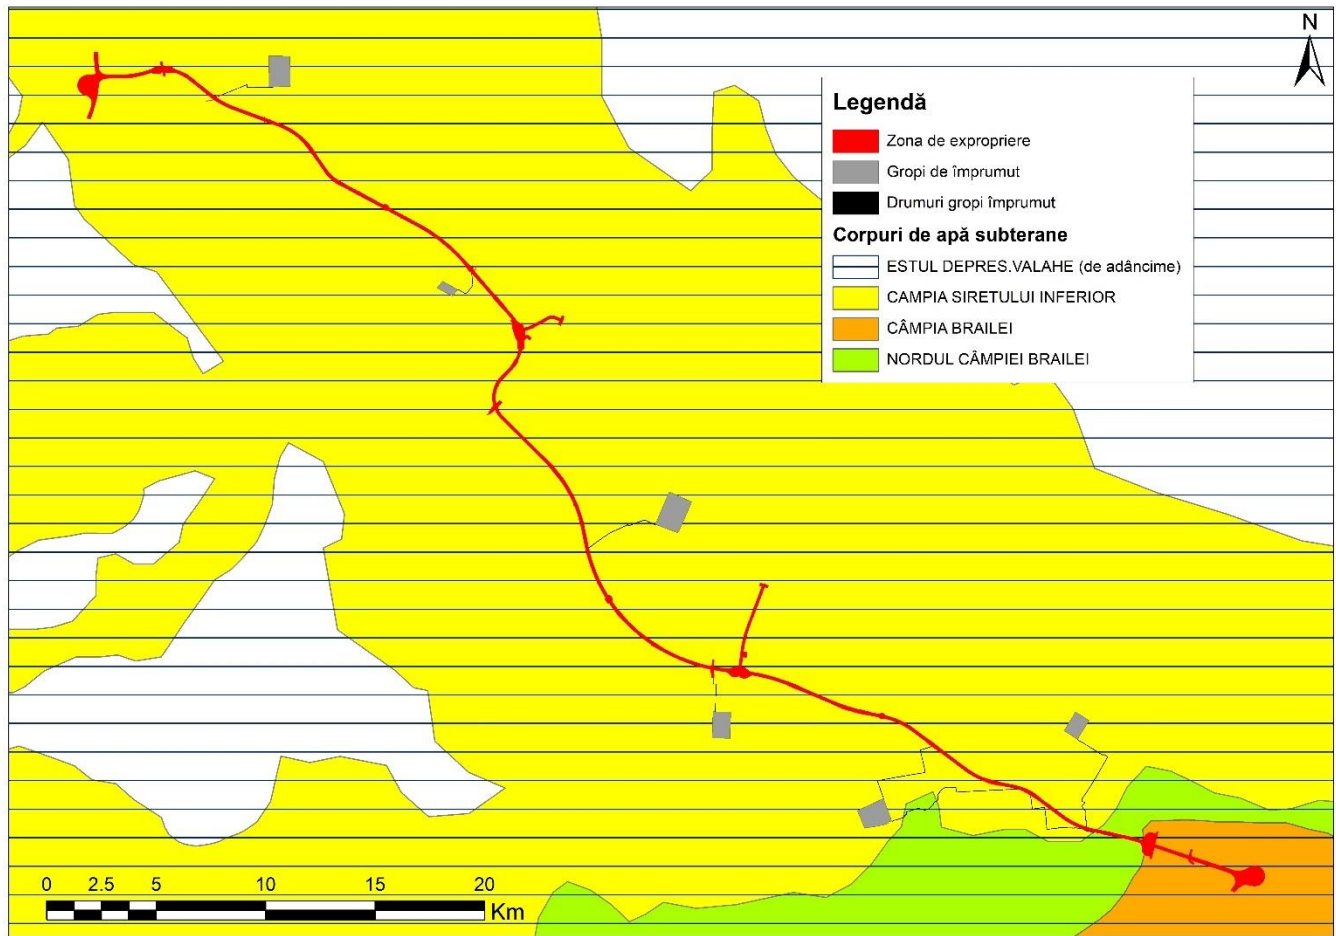 N
Legendă
Zona de expropriere
Gropi de împrumut
Drumuri gropi împrumut
Corpuri de apă subterane
ESTUL DEPRES.VALAHE (de adâncime)
CAMPIA SIRETULUI INFERIOR
CÂMPIA BRAILEI
NORDUL CÂMPIEI BRAILEI
0 2.5 5 10 15 20
Km